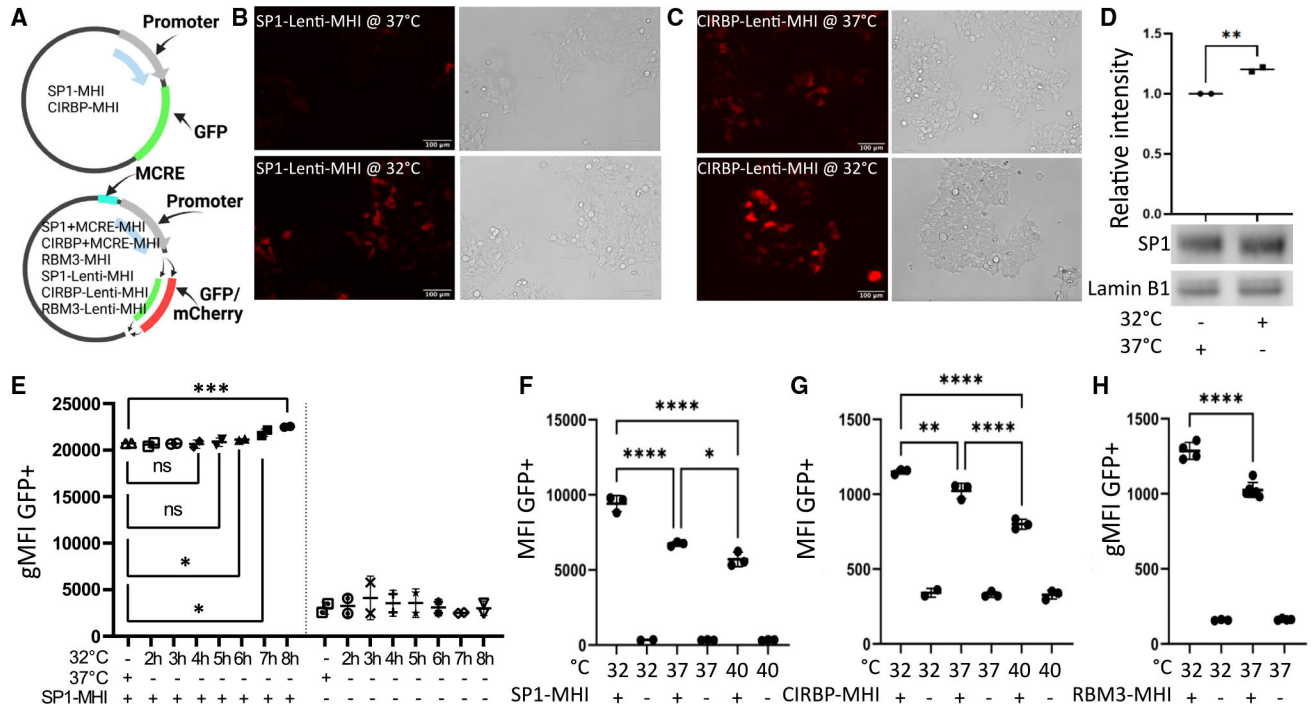 A
Promoter
SP1-MHI
CIRBP-MHI
GFP
MCRE
Promoter
SP1+MCRE-MHI
CIRBP+MCRE-MHI
RBM3-MHI
SP1-Lenti-MHI
CIRBP-Lenti-MHI
RBM3-Lenti-MHI
GFP/
mCherry
B
SP1-Lenti-MHI @ 37°C
100 μm
SP1-Lenti-MHI @ 32°C
100 μm
C
CIRBP-Lenti-MHI @ 37°C
100 μm
CIRBP-Lenti-MHI @ 32°C
100 μm
D
Relative intensity
1.5
1.0
0.5
0.0
**
SP1
Lamin B1
32°C - +
37°C + -
E
gMFI GFP+
25000
20000
15000
10000
5000
0
***
ns
ns
*
*
32°C - 2h 3h 4h 5h 6h 7h 8h - 2h 3h 4h 5h 6h 7h 8h
37°C + - - - - - - - + - - - - - - -
SP1-MHI + + + + + + + + - - - - - - - -
F
MFI GFP+
15000
10000
5000
0
****
**** *
°C 32 32 37 37 40 40
SP1-MHI + - + - + -
G
MFI GFP+
1500
1000
500
0
****
** ****
°C 32 32 37 37 40 40
CIRBP-MHI + - + - + -
H
gMFI GFP+
1500
1000
500
0
****
°C 32 32 37 37
RBM3-MHI + - + -